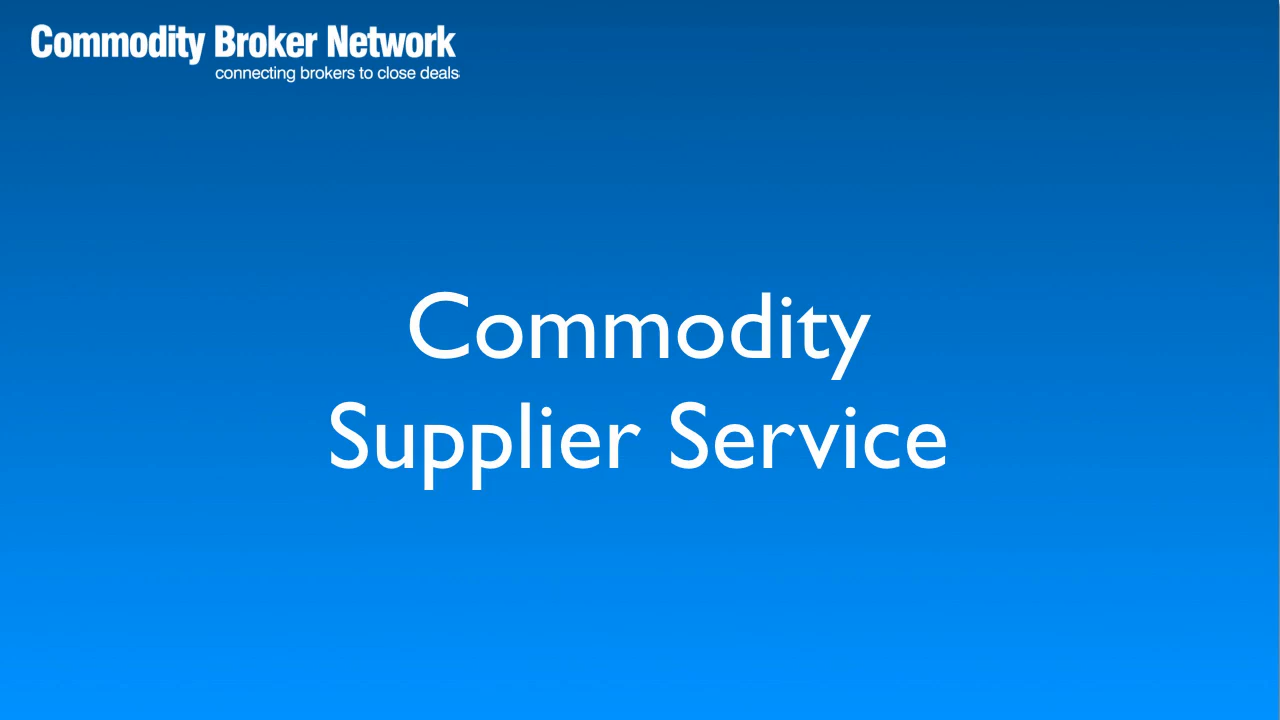 Commodity Broker Network
connecting brokers to close deals
Commodity
Supplier Service